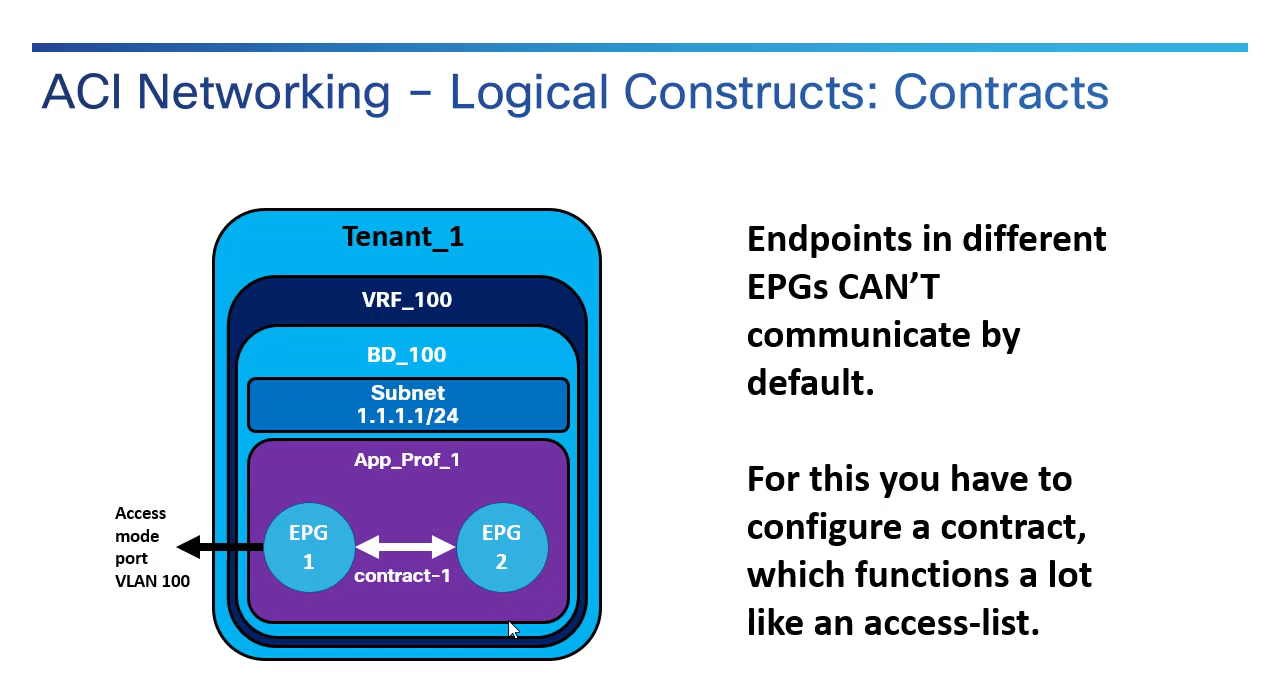 ACI Networking – Logical Constructs: Contracts
Tenant_1
VRF_100
BD_100
Subnet
1.1.1.1/24
App_Prof_1
Access
mode
port
VLAN 100
EPG
1
contract-1
EPG
2
Endpoints in different
EPGs CAN’T
communicate by
default.
For this you have to
configure a contract,
which functions a lot
like an access-list.